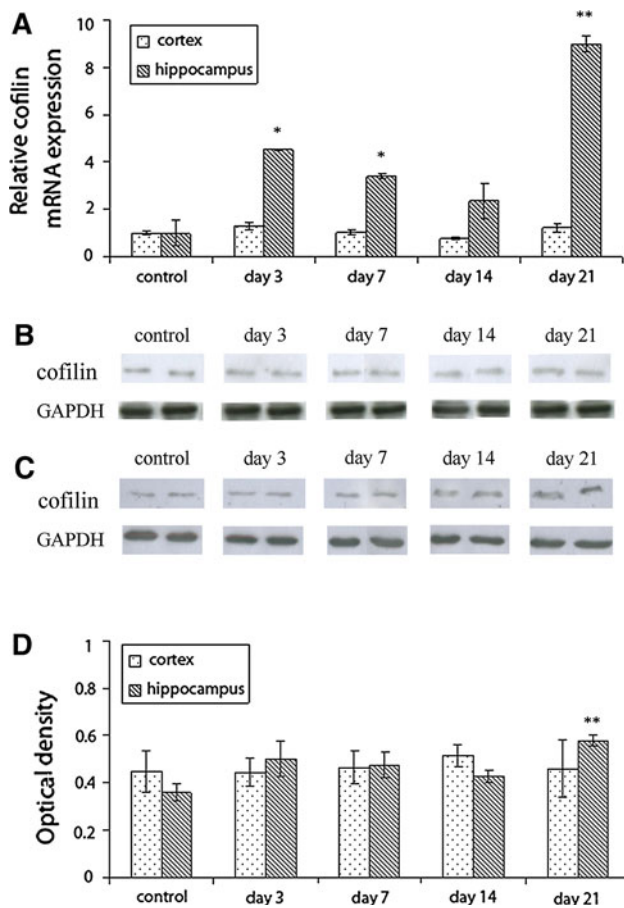 A
Relative cofilin
mRNA expression
10
8
6
4
2
0
cortex
hippocampus
*
*
**
control day 3 day 7 day 14 day 21
B
control day 3 day 7 day 14 day 21
cofilin
GAPDH
C
control day 3 day 7 day 14 day 21
cofilin
GAPDH
D
Optical density
1
0.8
0.6
0.4
0.2
0
cortex
hippocampus
**
control day 3 day 7 day 14 day 21